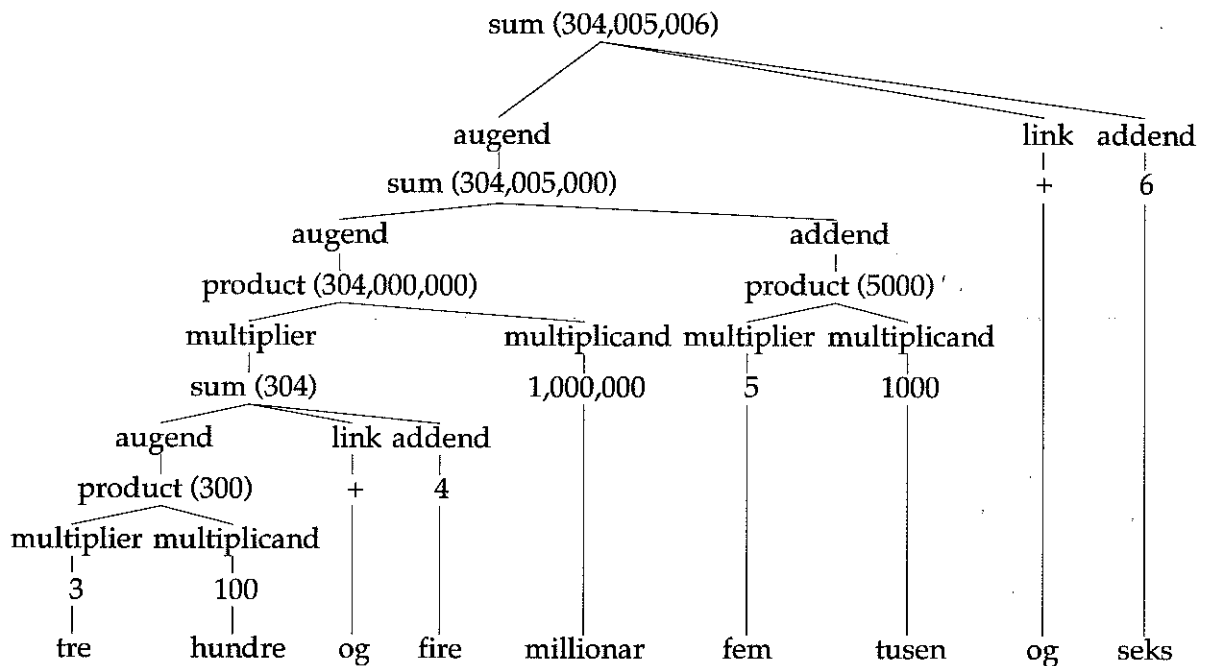 sum (304,005,006)
augend link addend
sum (304,005,000) + 6
augend addend
product (304,000,000) product (5000)
multiplier multiplicand multiplier multiplicand
sum (304) 1,000,000 5 1000
augend link addend
product (300) + 4
multiplier multiplicand
3 100
tre hundre og fire millionar fem tusen og seks